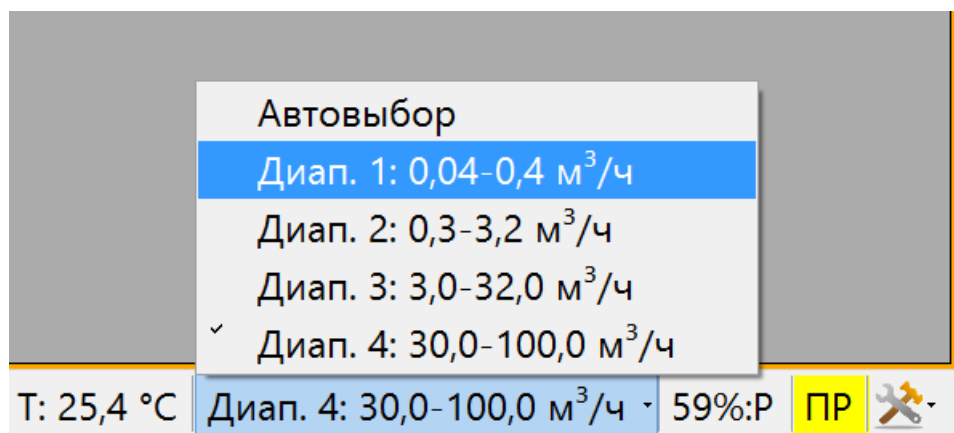 Автовыбор
Диап. 1: 0,04-0,4 м³/ч
Диап. 2: 0,3-3,2 м³/ч
Диап. 3: 3,0-32,0 м³/ч
Диап. 4: 30,0-100,0 м³/ч
T: 25,4 °C Диап. 4: 30,0-100,0 м³/ч 59%:Р ПР